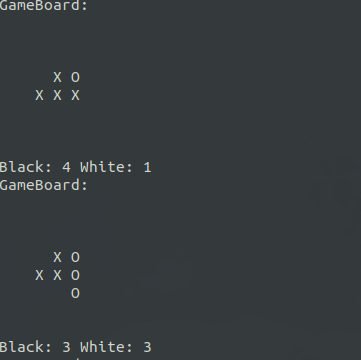 GameBoard:
X O
X X X
Black: 4 White: 1
GameBoard:
X O
X X O
O
Black: 3 White: 3